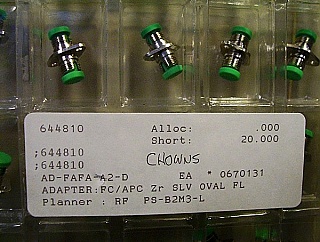 644810 Alloc: .000
Short: 20.000
;644810
;644810 CHOWNS
AD-FAFA-A2-D EA * 0670131
ADAPTER:FC/APC Zr SLV OVAL FL
Planner : RF PS-B2M3-L